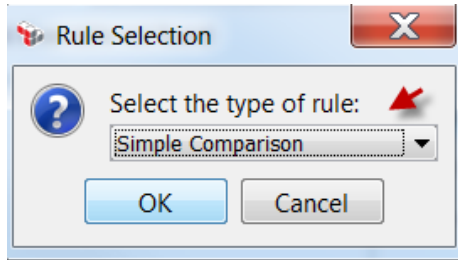 Rule Selection
Select the type of rule:
Simple Comparison
OK Cancel